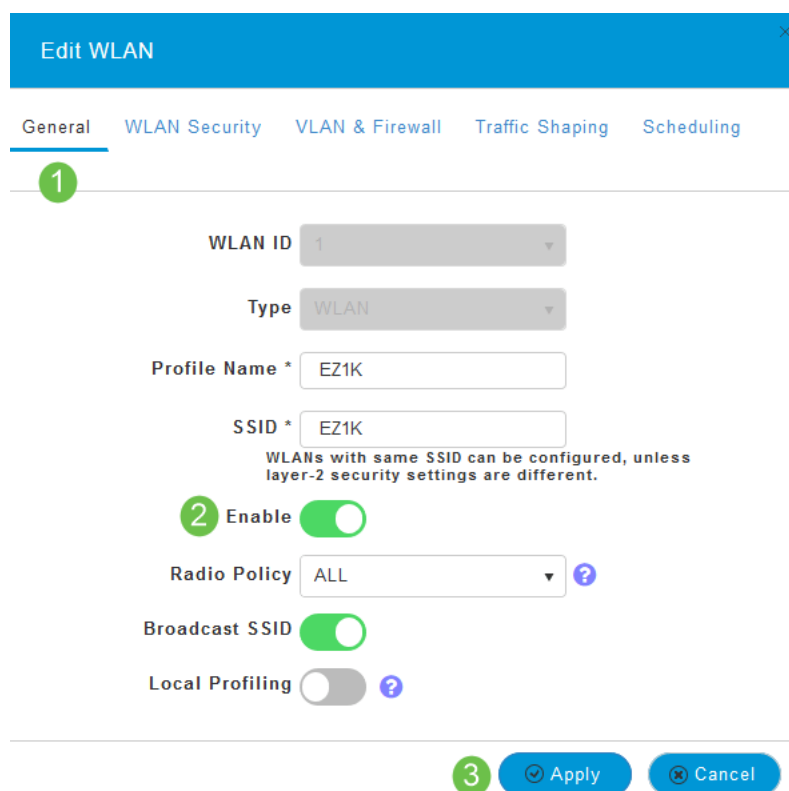 Edit WLAN
General WLAN Security VLAN & Firewall Traffic Shaping Scheduling
1
WLAN ID 1
Type WLAN
Profile Name * EZ1K
SSID * EZ1K
WLANs with same SSID can be configured, unless
layer-2 security settings are different.
2 Enable
Radio Policy ALL ?
Broadcast SSID
Local Profiling ?
3 Apply Cancel